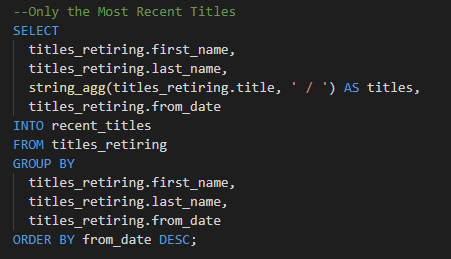 --Only the Most Recent Titles
SELECT
  titles_retiring.first_name,
  titles_retiring.last_name,
  string_agg(titles_retiring.title, ' / ') AS titles,
  titles_retiring.from_date
INTO recent_titles
FROM titles_retiring
GROUP BY
  titles_retiring.first_name,
  titles_retiring.last_name,
  titles_retiring.from_date
ORDER BY from_date DESC;